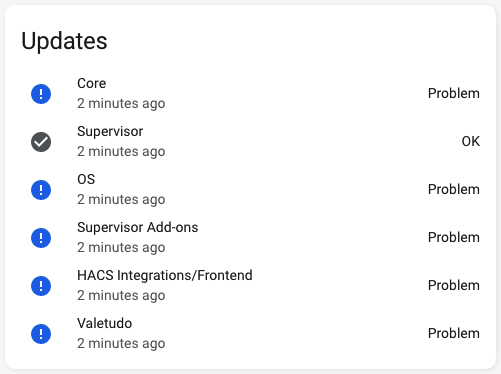 Updates
Core
2 minutes ago
Problem
Supervisor
2 minutes ago
OK
OS
2 minutes ago
Problem
Supervisor Add-ons
2 minutes ago
Problem
HACS Integrations/Frontend
2 minutes ago
Problem
Valetudo
2 minutes ago
Problem